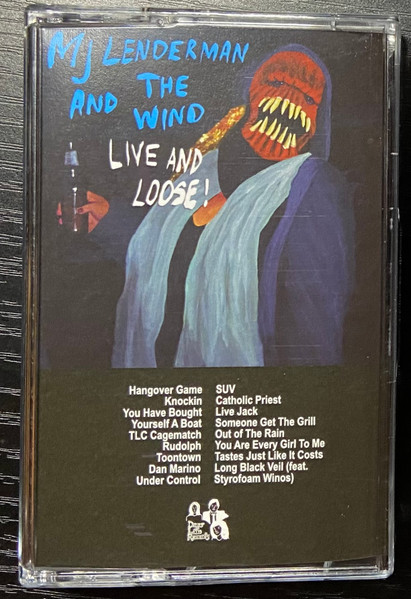 MJ LENDERMAN
AND THE
WIND
LIVE AND
LOOSE!
Hangover Game
Knockin
You Have Bought
Yourself A Boat
TLC Cagematch
Rudolph
Toontown
Dan Marino
Under Control
SUV
Catholic Priest
Live Jack
Someone Get The Grill
Out of The Rain
You Are Every Girl To Me
Tastes Just Like It Costs
Long Black Veil (feat.
Styrofoam Winos)